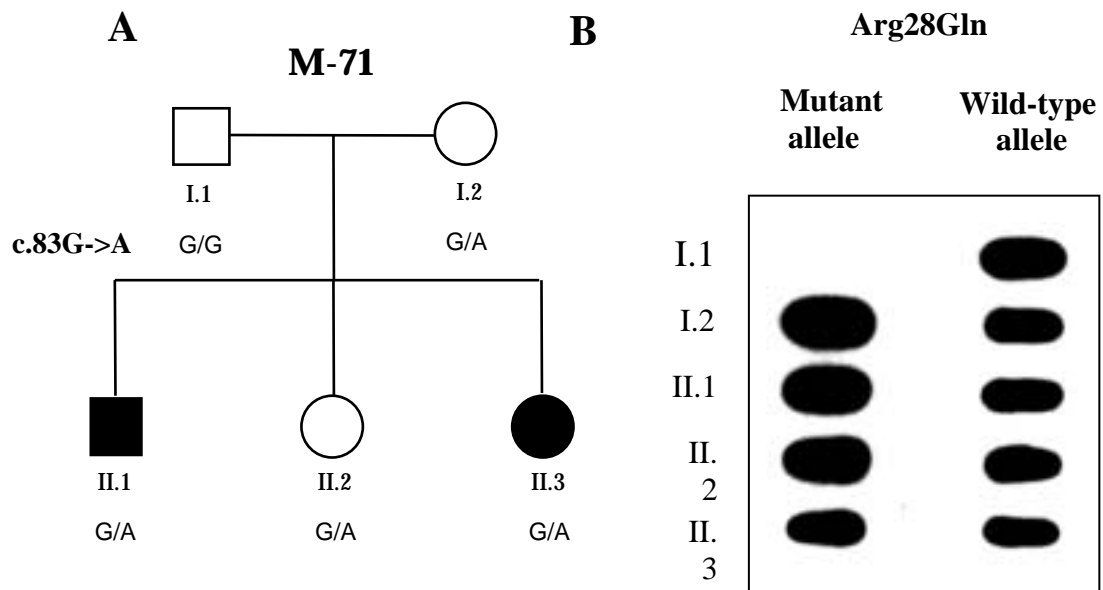 A
M-71
I.1
I.2
c.83G->A
G/G
G/A
II.1
II.2
II.3
G/A
G/A
G/A
B
Arg28Gln
Mutant
allele
Wild-type
allele
I.1
I.2
II.1
II.
2
II.
3